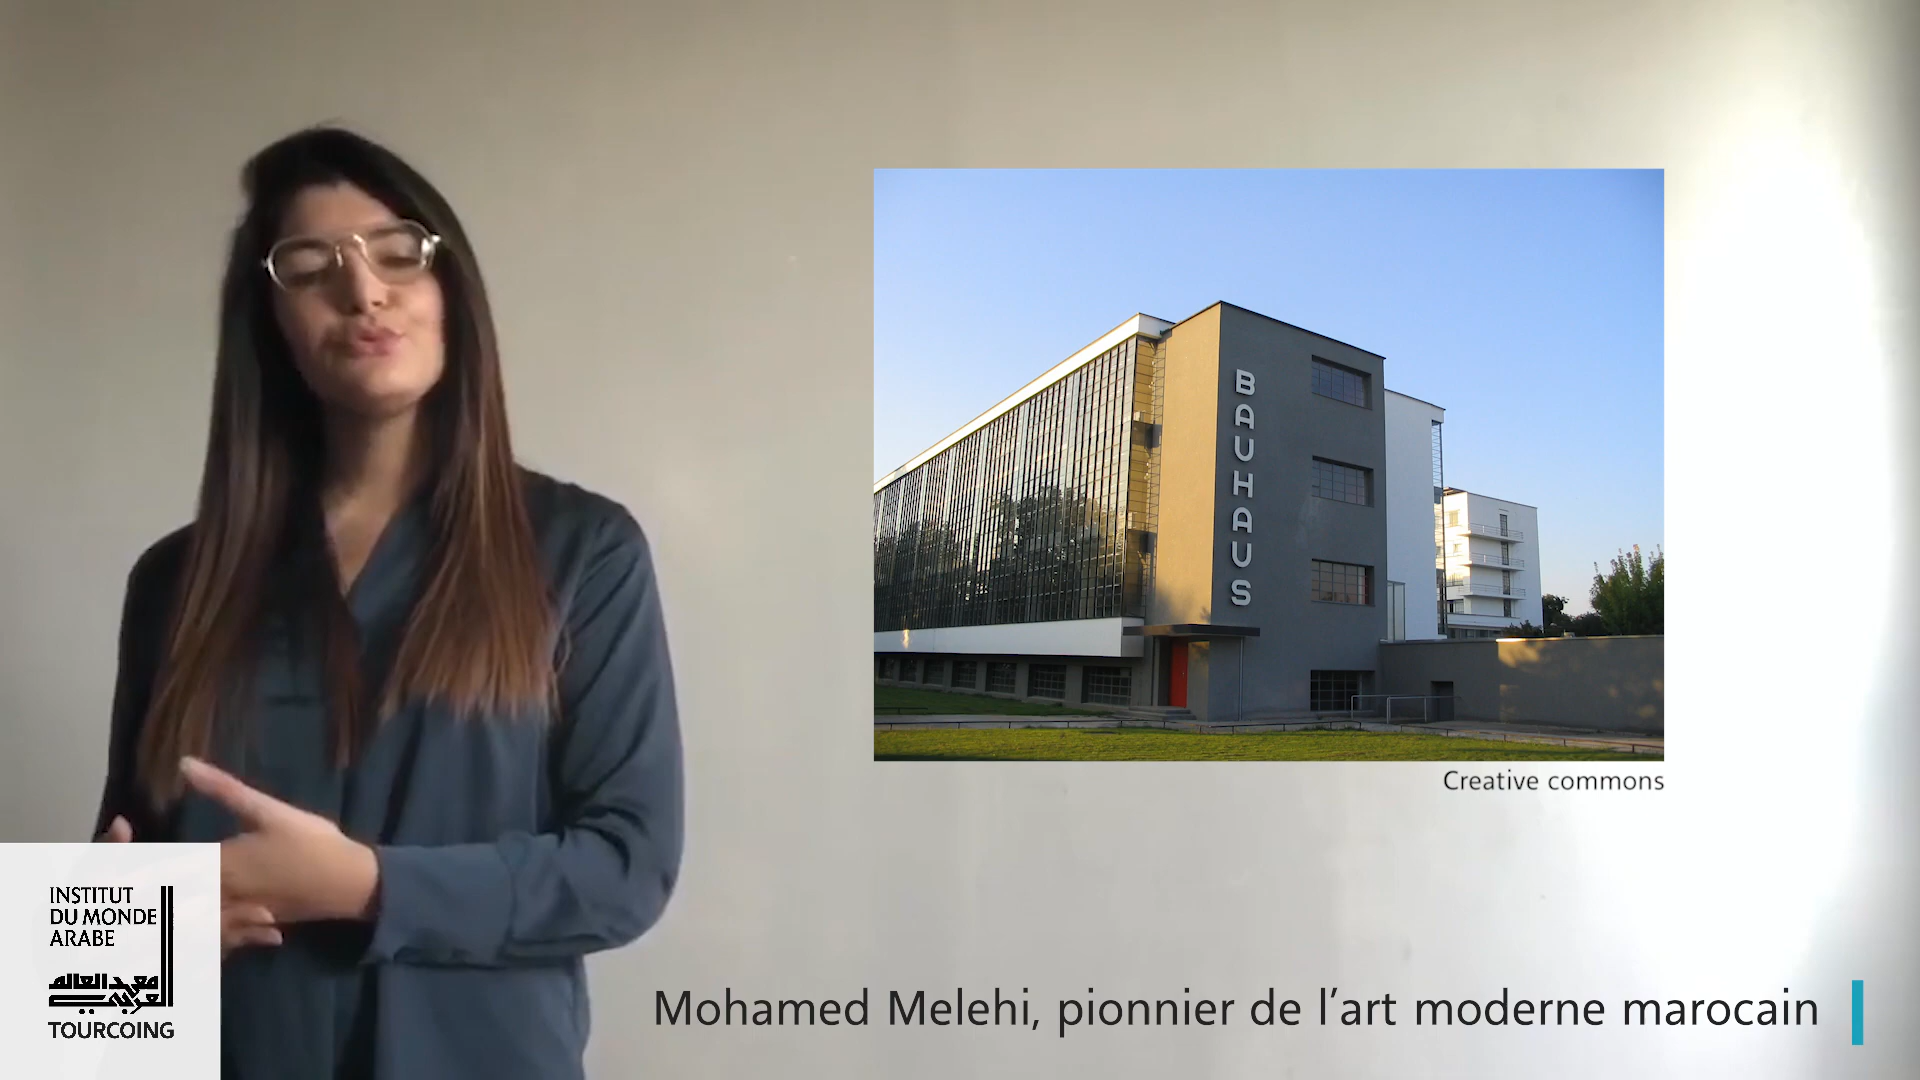 BAUHAUS
Creative commons
INSTITUT
DU MONDE
ARABE
معهد العالم
العربي
TOURCOING
Mohamed Melehi, pionnier de l'art moderne marocain